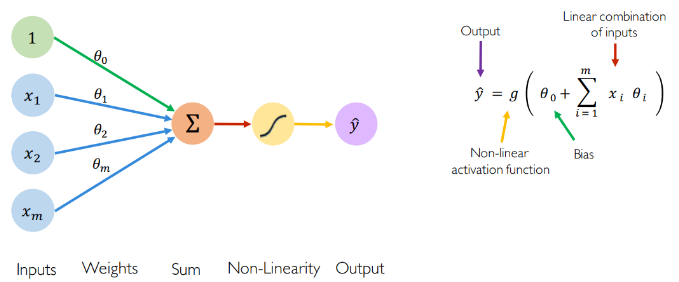 1
θ0
x1
θ1
x2
θ2
xm
θm
Σ
ŷ
Inputs Weights Sum Non-Linearity Output
Output
Linear combination
of inputs
ŷ = g ( θ0 + m∑i=1 xi θi )
Non-linear
activation function
Bias